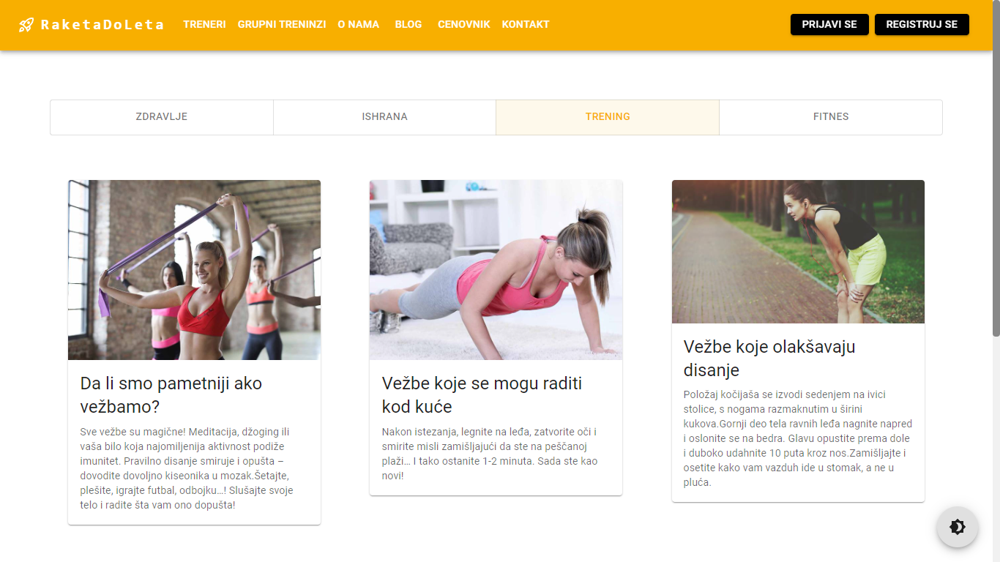 RaketaDoLeta TRENERI GRUPNI TRENINZI O NAMA BLOG CENOVNIK KONTAKT PRIJAVI SE REGISTRUJ SE
ZDRAVLJE ISHRANA TRENING FITNES
Da li smo pametniji ako
vežbamo?
Sve vežbe su magične! Meditacija, džoging ili
vaša bilo koja najomiljenija aktivnost podiže
imunitet. Pravilno disanje smiruje i opušta –
dovodite dovoljno kiseonika u mozak.Šetajte,
plešite, igrajte futbal, odbojku…! Slušajte svoje
telo i radite šta vam ono dopušta!
Vežbe koje se mogu raditi
kod kuće
Nakon istezanja, legnite na leđa, zatvorite oči i
smirite misli zamišljajući da ste na peščanoj
plaži… I tako ostanite 1-2 minuta. Sada ste kao
novi!
Vežbe koje olakšavaju
disanje
Položaj kočijaša se izvodi sedenjem na ivici
stolice, s nogama razmaknutim u širini
kukova.Gornji deo tela ravnih leđa nagnite napred
i oslonite se na bedra. Glavu opustite prema dole
i duboko udahnite 10 puta kroz nos.Zamišljajte i
osetite kako vam vazduh ide u stomak, a ne u
pluća.